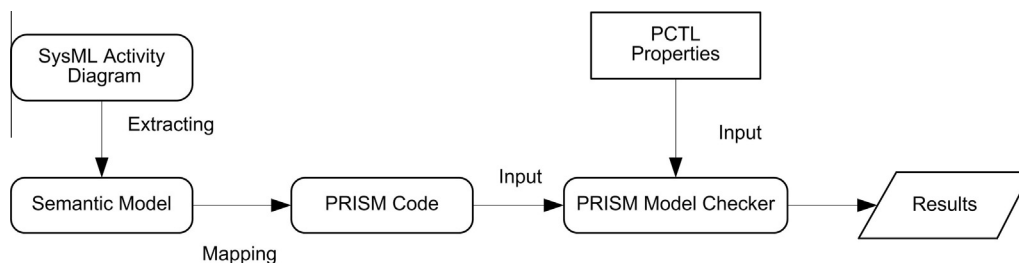 SysML Activity
Diagram
PCTL
Properties
Extracting
Input
Semantic Model
PRISM Code
Input
PRISM Model Checker
Results
Mapping